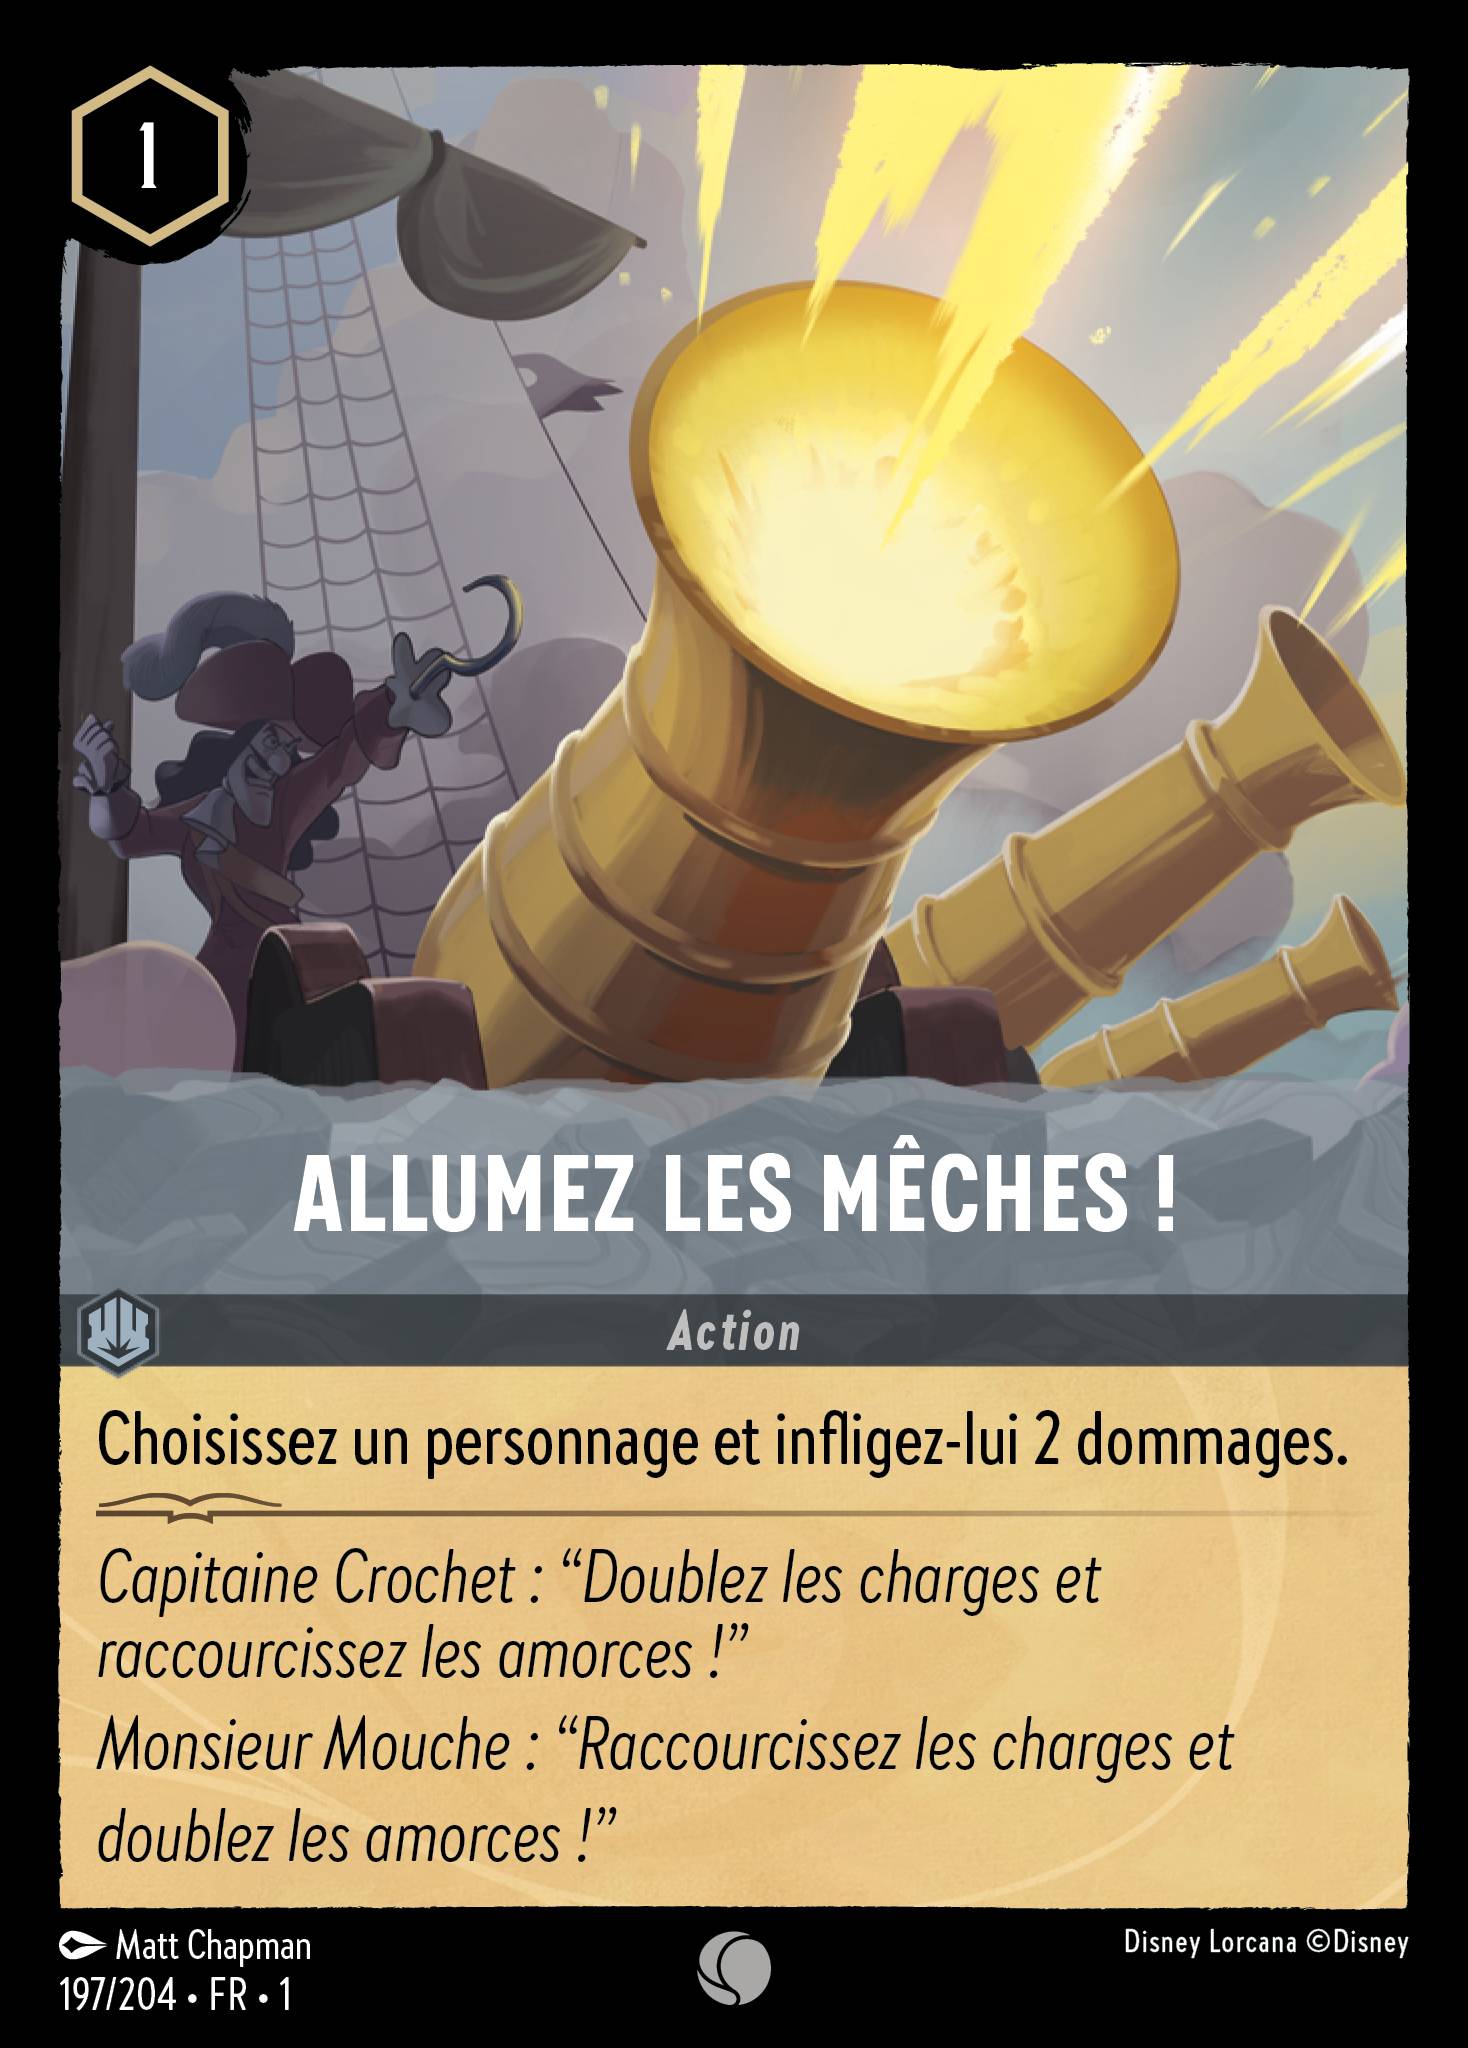 1
ALLUMEZ LES MÊCHES !
Action
Choisissez un personnage et infligez-lui 2 dommages.
Capitaine Crochet : “Doublez les charges et
raccourcissez les amorces !”
Monsieur Mouche : “Raccourcissez les charges et
doublez les amorces !”
Matt Chapman
Disney Lorcana ©Disney
197/204 • FR • 1